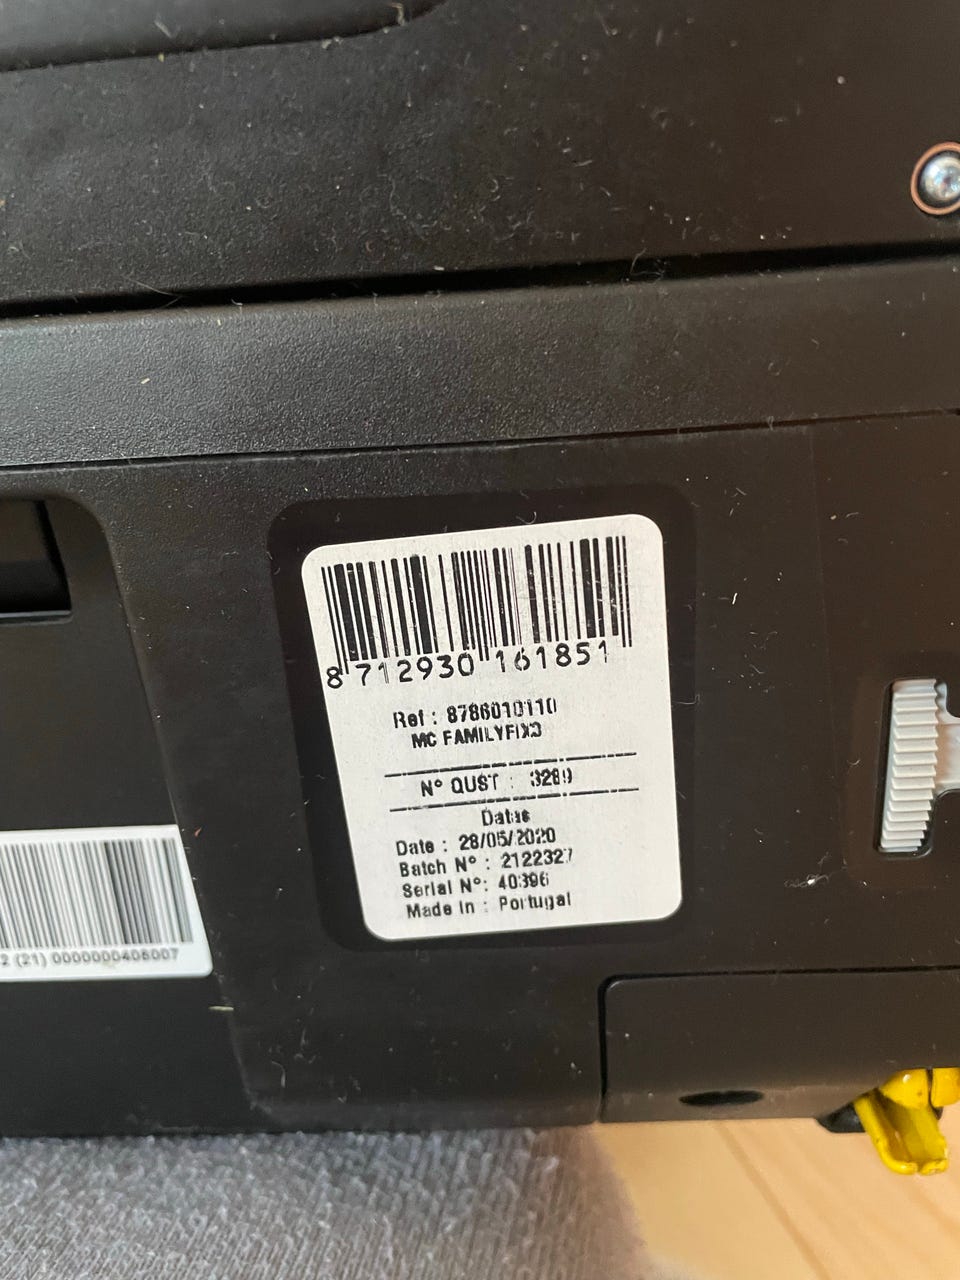 8 712930 161851
Ref : 8786010110
MC FAMILYFIX3
N° QUST : 3289
Datas
Date : 28/05/2020
Batch N° : 2122327
Serial N°: 40396
Made In : Portugal
2 (21) 0000000406007